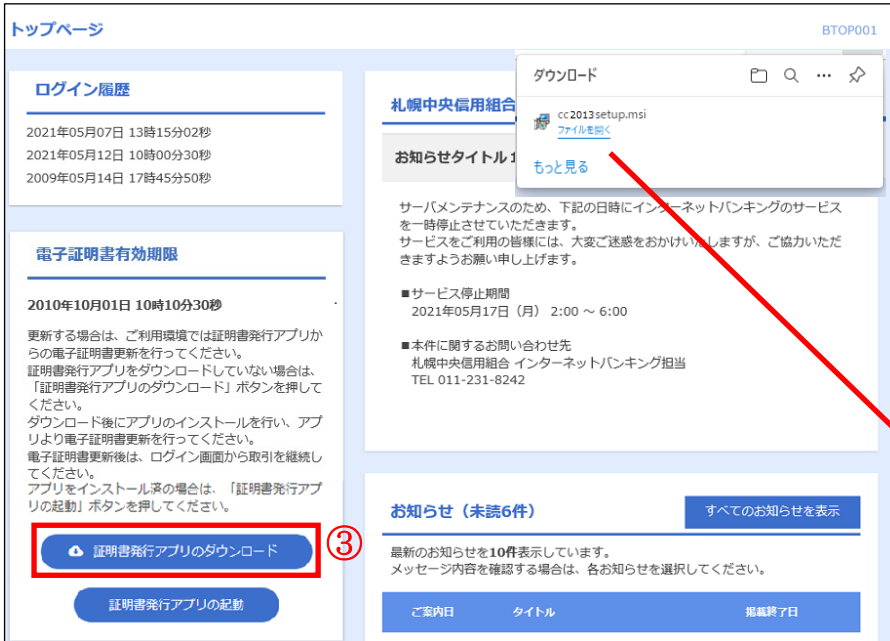 トップページ
BTOP001
ログイン履歴
2021年05月07日 13時15分02秒
2021年05月12日 10時00分30秒
2009年05月14日 17時45分50秒
電子証明書有効期限
2010年10月01日 10時10分30秒
更新する場合は、ご利用環境では証明書発行アプリか
らの電子証明書更新を行ってください。
証明書発行アプリをダウンロードしていない場合は、
「証明書発行アプリのダウンロード」ボタンを押して
ください。
ダウンロード後にアプリのインストールを行い、アプ
リより電子証明書更新を行ってください。
電子証明書更新後は、ログイン画面から取引を継続し
てください。
アプリをインストール済の場合は、「証明書発行アプ
リの起動」ボタンを押してください。
証明書発行アプリのダウンロード
③
証明書発行アプリの起動
ダウンロード
cc2013setup.msi
ファイルを開く
もっと見る
札幌中央信用組合
お知らせタイトル
サーバメンテナンスのため、下記の日時にインターネットバンキングのサービス
を一時停止させていただきます。
サービスをご利用の皆様には、大変ご迷惑をおかけいたしますが、ご協力いただ
きますようお願い申し上げます。
■サービス停止期間
2021年05月17日（月） 2:00 ～ 6:00
■本件に関するお問い合わせ先
札幌中央信用組合 インターネットバンキング担当
TEL 011-231-8242
お知らせ（未読6件）
すべてのお知らせを表示
最新のお知らせを10件表示しています。
メッセージ内容を確認する場合は、各お知らせを選択してください。
ご案内日 タイトル 掲載終了日